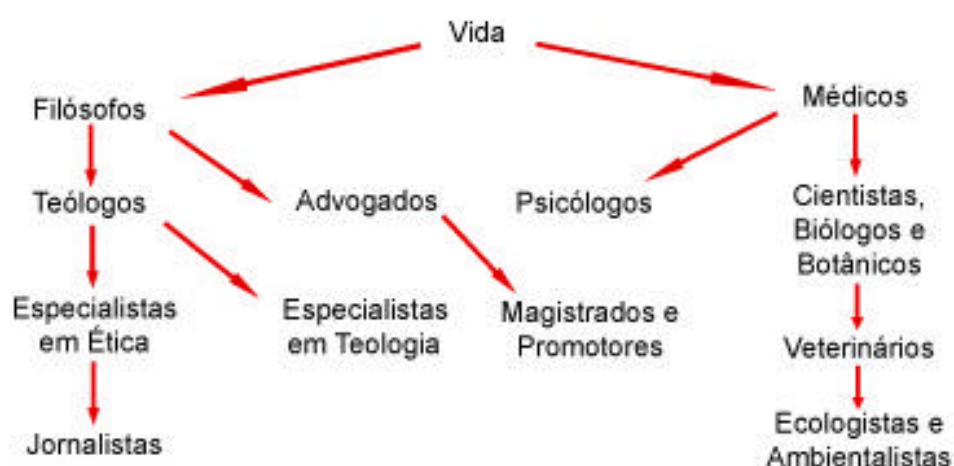 Vida
Filósofos
Médicos
Teólogos
Advogados
Psicólogos
Cientistas,
Biólogos e
Botânicos
Especialistas
em Ética
Especialistas
em Teologia
Magistrados e
Promotores
Veterinários
Jornalistas
Ecologistas e
Ambientalistas